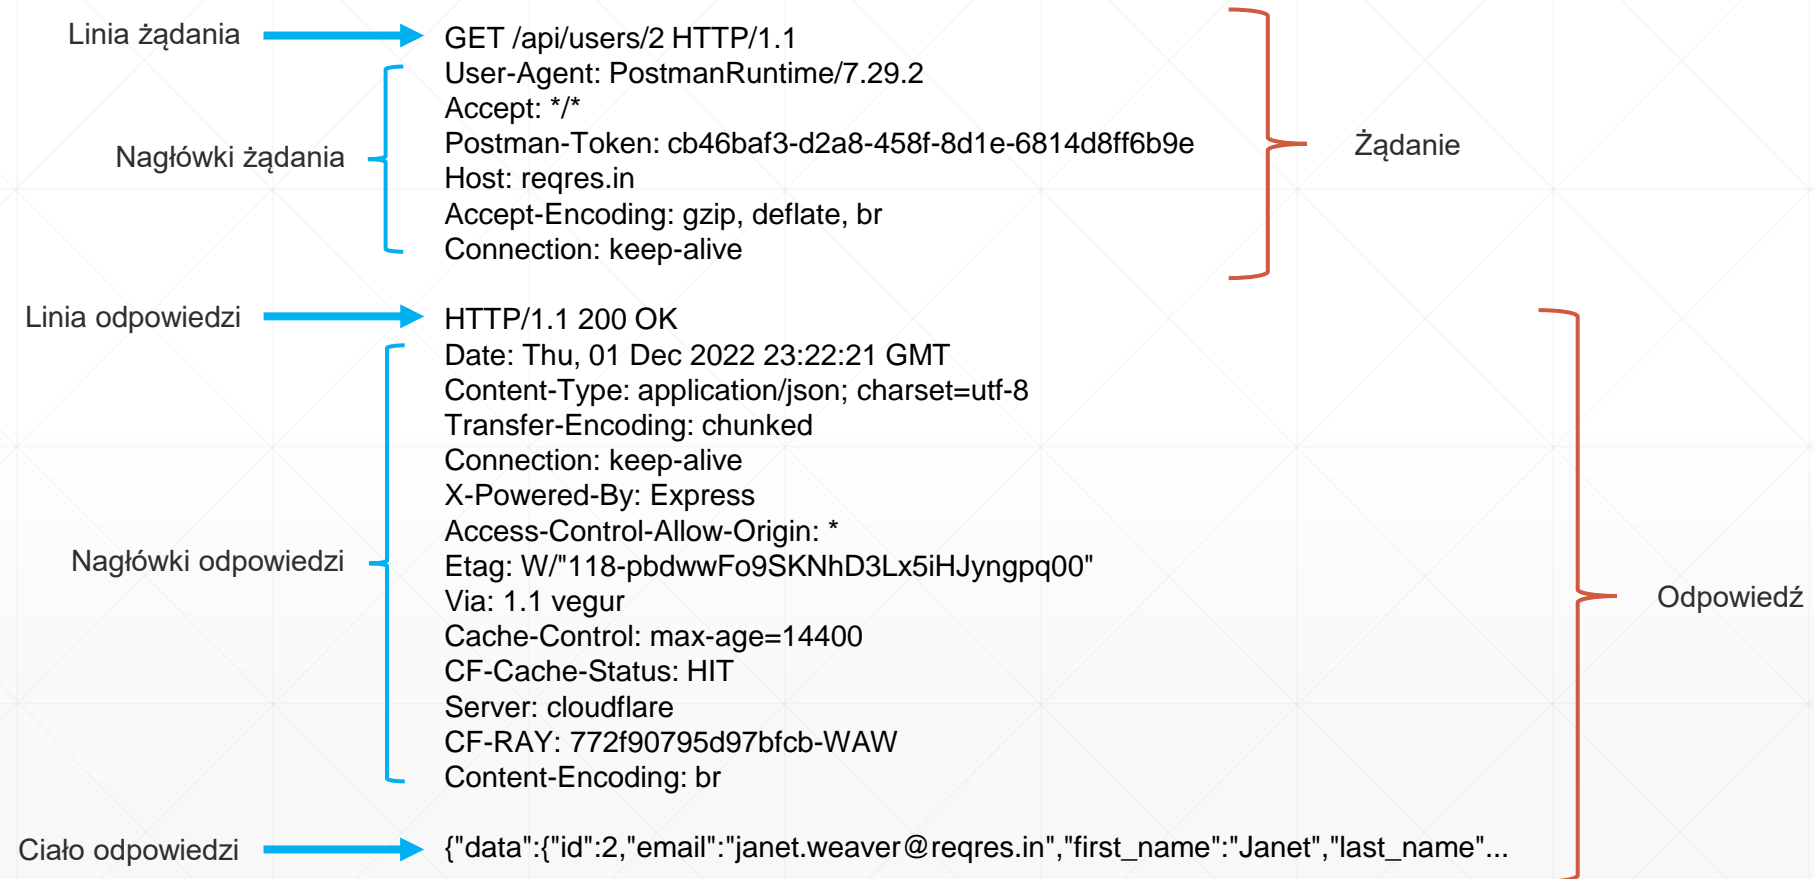 Linia żądania
GET /api/users/2 HTTP/1.1
Nagłówki żądania
User-Agent: PostmanRuntime/7.29.2
Accept: */*
Postman-Token: cb46baf3-d2a8-458f-8d1e-6814d8ff6b9e
Host: reqres.in
Accept-Encoding: gzip, deflate, br
Connection: keep-alive
Żądanie
Linia odpowiedzi
HTTP/1.1 200 OK
Nagłówki odpowiedzi
Date: Thu, 01 Dec 2022 23:22:21 GMT
Content-Type: application/json; charset=utf-8
Transfer-Encoding: chunked
Connection: keep-alive
X-Powered-By: Express
Access-Control-Allow-Origin: *
Etag: W/"118-pbdwwFo9SKNhD3Lx5iHJyngpq00"
Via: 1.1 vegur
Cache-Control: max-age=14400
CF-Cache-Status: HIT
Server: cloudflare
CF-RAY: 772f90795d97bfcb-WAW
Content-Encoding: br
Odpowiedź
Ciało odpowiedzi
{"data":{"id":2,"email":"janet.weaver@reqres.in","first_name":"Janet","last_name"...